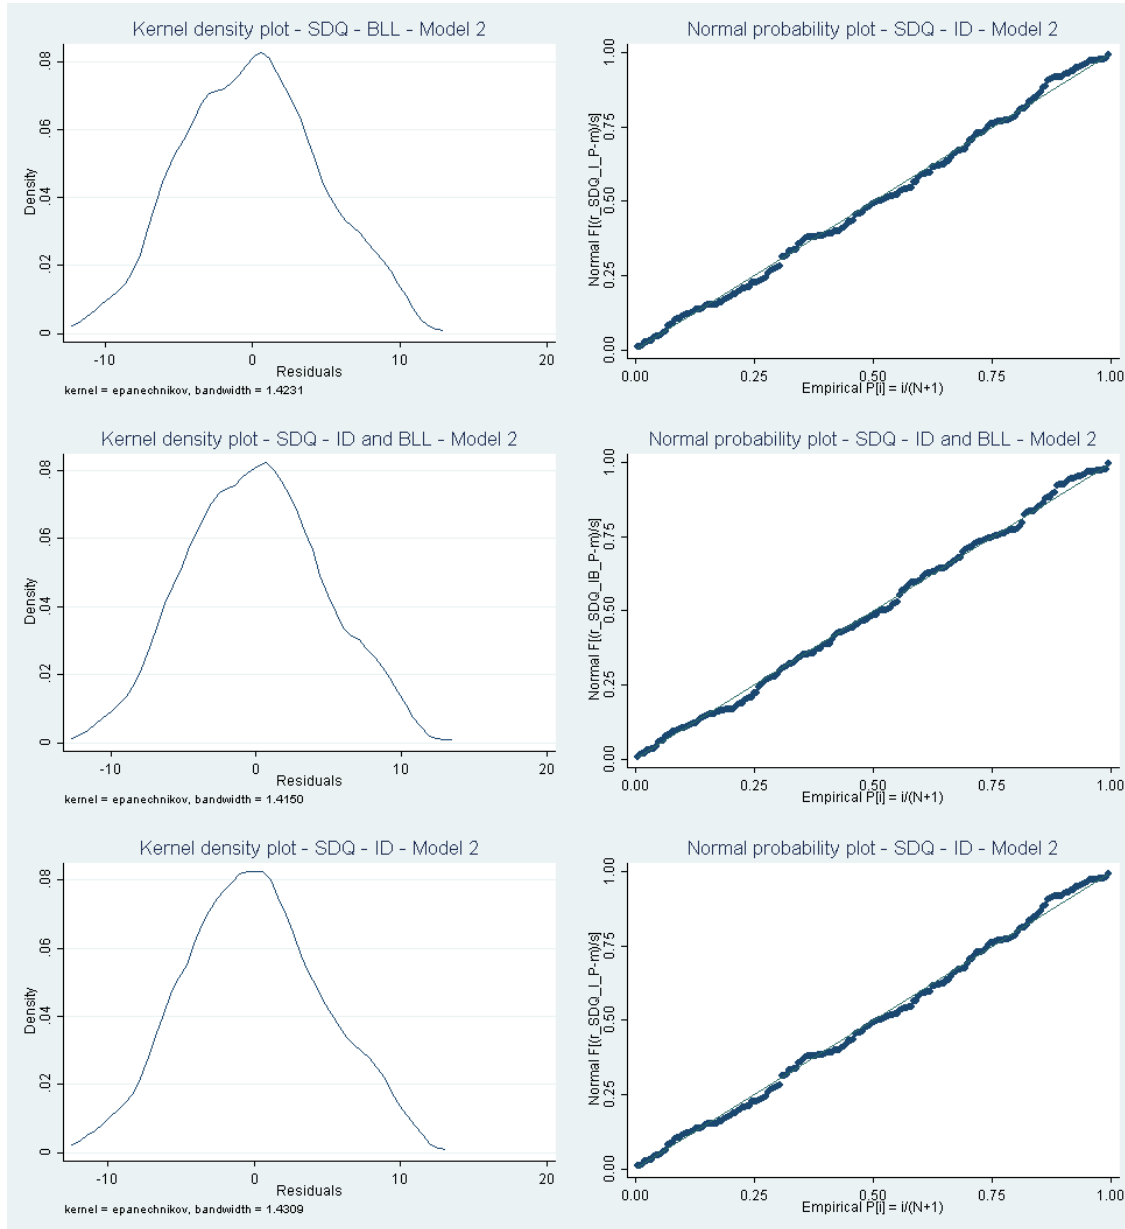 Kernel density plot - SDQ - BLL - Model 2
Density
0 .02 .04 .06 .08
-10 0 10 20
Residuals
kernel = epanechnikov, bandwidth = 1.4231
Normal probability plot - SDQ - ID - Model 2
Normal F[(r_SDQ_I_P-m)/s]
0.00 0.25 0.50 0.75 1.00
0.00 0.25 0.50 0.75 1.00
Empirical P[i] = i/(N+1)
Kernel density plot - SDQ - ID and BLL - Model 2
Density
0 .02 .04 .06 .08
-10 0 10 20
Residuals
kernel = epanechnikov, bandwidth = 1.4150
Normal probability plot - SDQ - ID and BLL - Model 2
Normal F[(r_SDQ_IB_P-m)/s]
0.00 0.25 0.50 0.75 1.00
0.00 0.25 0.50 0.75 1.00
Empirical P[i] = i/(N+1)
Kernel density plot - SDQ - ID - Model 2
Density
0 .02 .04 .06 .08
-10 0 10 20
Residuals
kernel = epanechnikov, bandwidth = 1.4309
Normal probability plot - SDQ - ID - Model 2
Normal F[(r_SDQ_I_P-m)/s]
0.00 0.25 0.50 0.75 1.00
0.00 0.25 0.50 0.75 1.00
Empirical P[i] = i/(N+1)